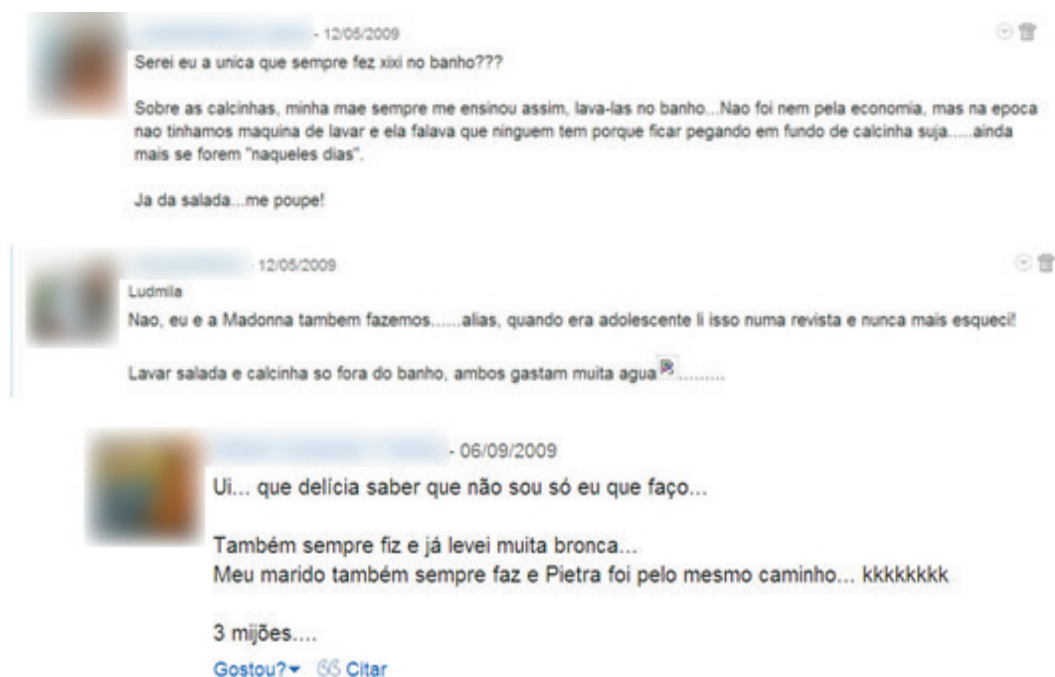 - 12/05/2009
Serei eu a unica que sempre fez xixi no banho???
Sobre as calcinhas, minha mae sempre me ensinou assim, lava-las no banho...Nao foi nem pela economia, mas na epoca
nao tinhamos maquina de lavar e ela falava que ninguem tem porque ficar pegando em fundo de calcinha suja.....ainda
mais se forem "naqueles dias".
Ja da salada...me poupe!
- 12/05/2009
Ludmila
Nao, eu e a Madonna tambem fazemos......alias, quando era adolescente li isso numa revista e nunca mais esqueci!
Lavar salada e calcinha so fora do banho, ambos gastam muita agua.........
- 06/09/2009
Ui... que delícia saber que não sou só eu que faço...
Também sempre fiz e já levei muita bronca...
Meu marido também sempre faz e Pietra foi pelo mesmo caminho... kkkkkkkk
3 mijões....
Gostou? Citar